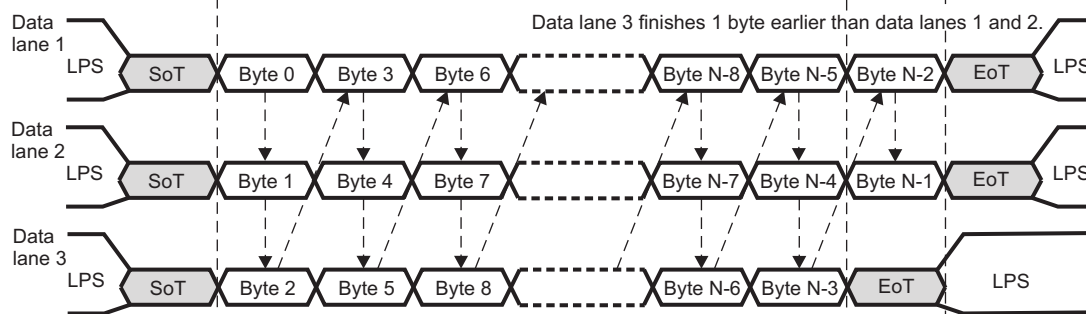 Data lane 3 finishes 1 byte earlier than data lanes 1 and 2.
Data
lane 1
LPS SoT Byte 0 Byte 3 Byte 6 Byte N-8 Byte N-5 Byte N-2 EoT LPS
Data
lane 2
LPS SoT Byte 1 Byte 4 Byte 7 Byte N-7 Byte N-4 Byte N-1 EoT LPS
Data
lane 3
LPS SoT Byte 2 Byte 5 Byte 8 Byte N-6 Byte N-3 EoT LPS